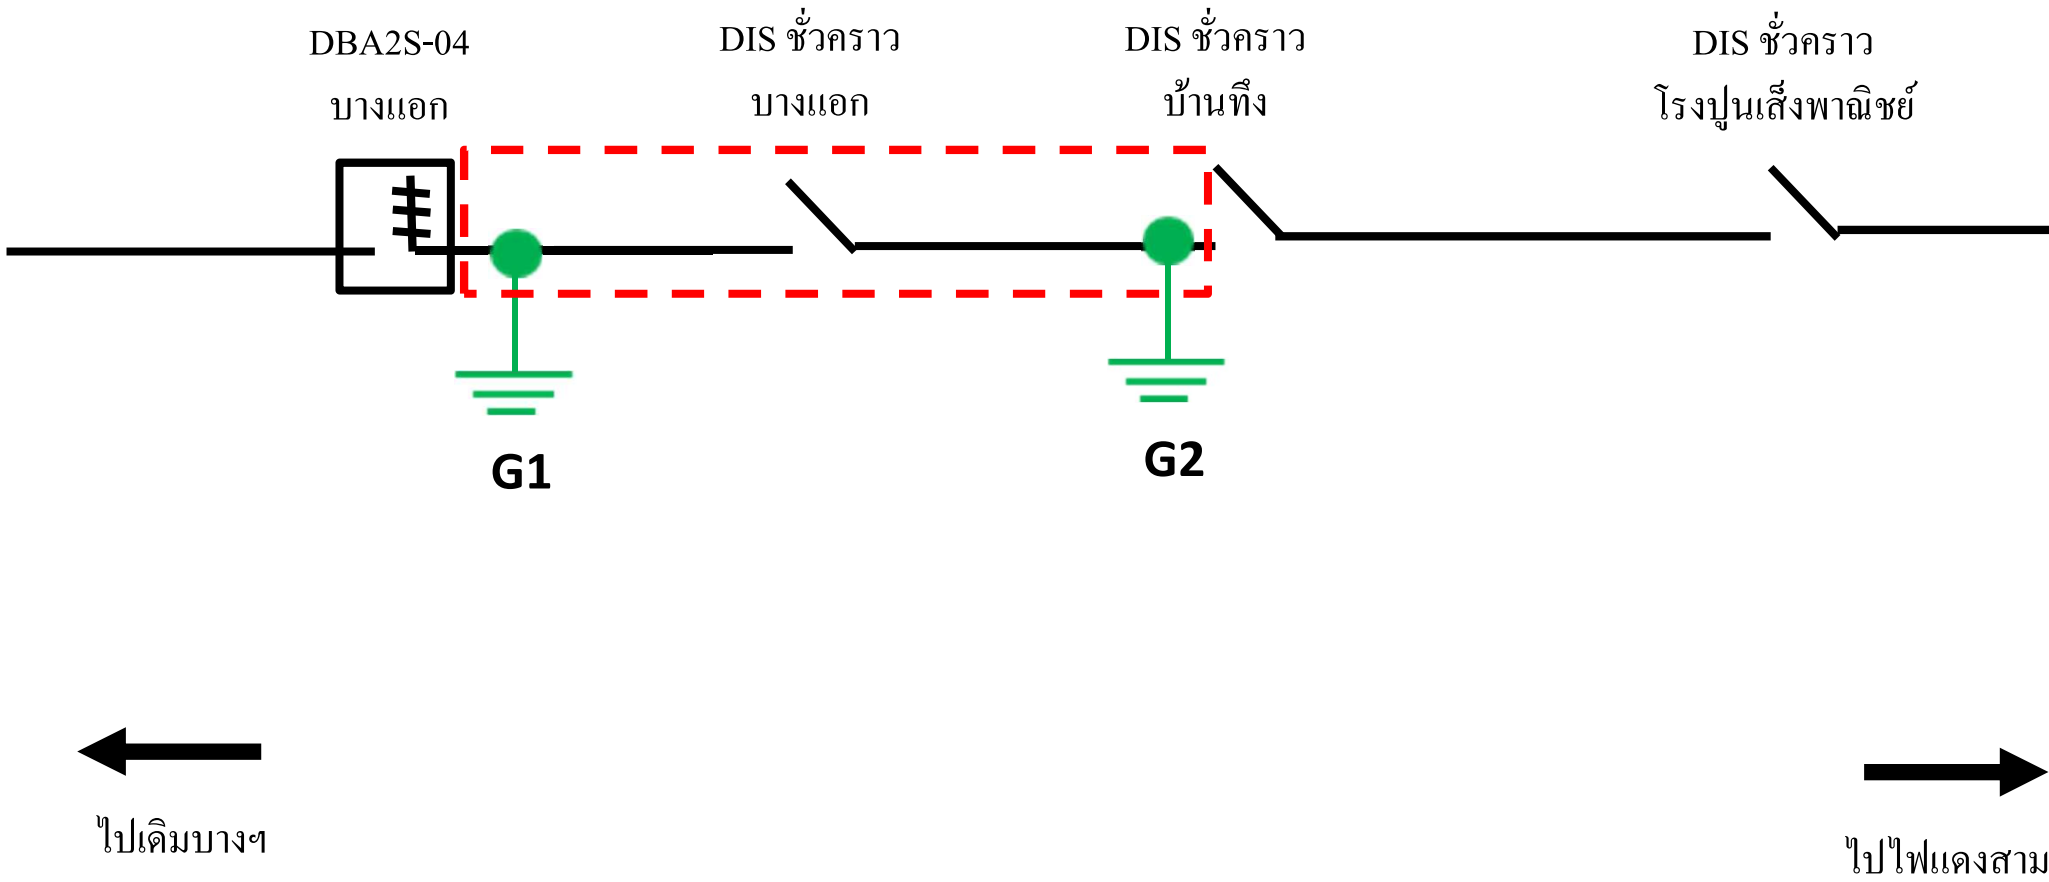 DBA2S-04
บางแอก
DIS ชั่วคราว
บางแอก
DIS ชั่วคราว
บ้านทึง
DIS ชั่วคราว
โรงปูนเส็งพาณิชย์
G1
G2
ไปเดิมบางฯ
ไปไฟแดงสาม